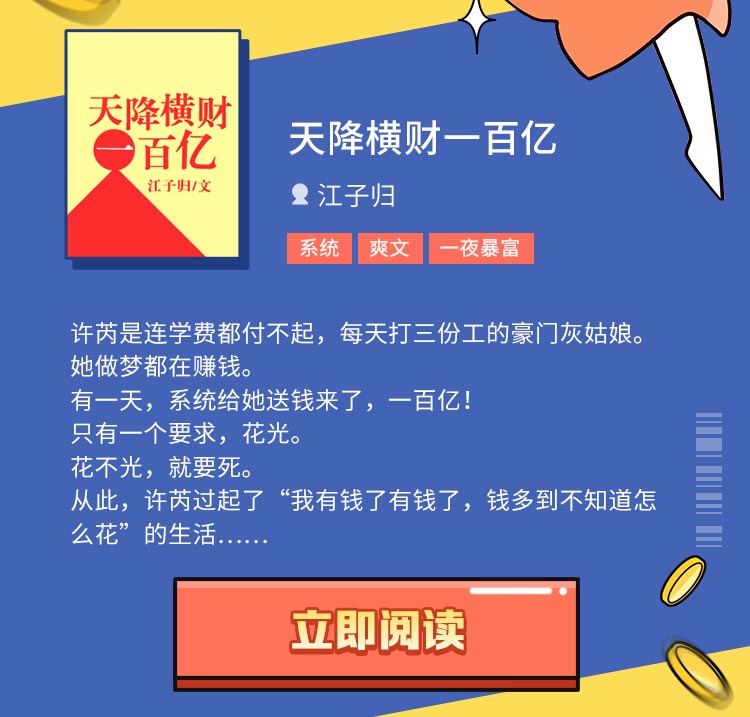 天降横财
一百亿
江子归/文
天降横财一百亿
江子归
系统 爽文 一夜暴富
许芮是连学费都付不起，每天打三份工的豪门灰姑娘。
她做梦都在赚钱。
有一天，系统给她送钱来了，一百亿！
只有一个要求，花光。
花不光，就要死。
从此，许芮过起了“我有钱了有钱了，钱多到不知道怎
么花”的生活……
立即阅读